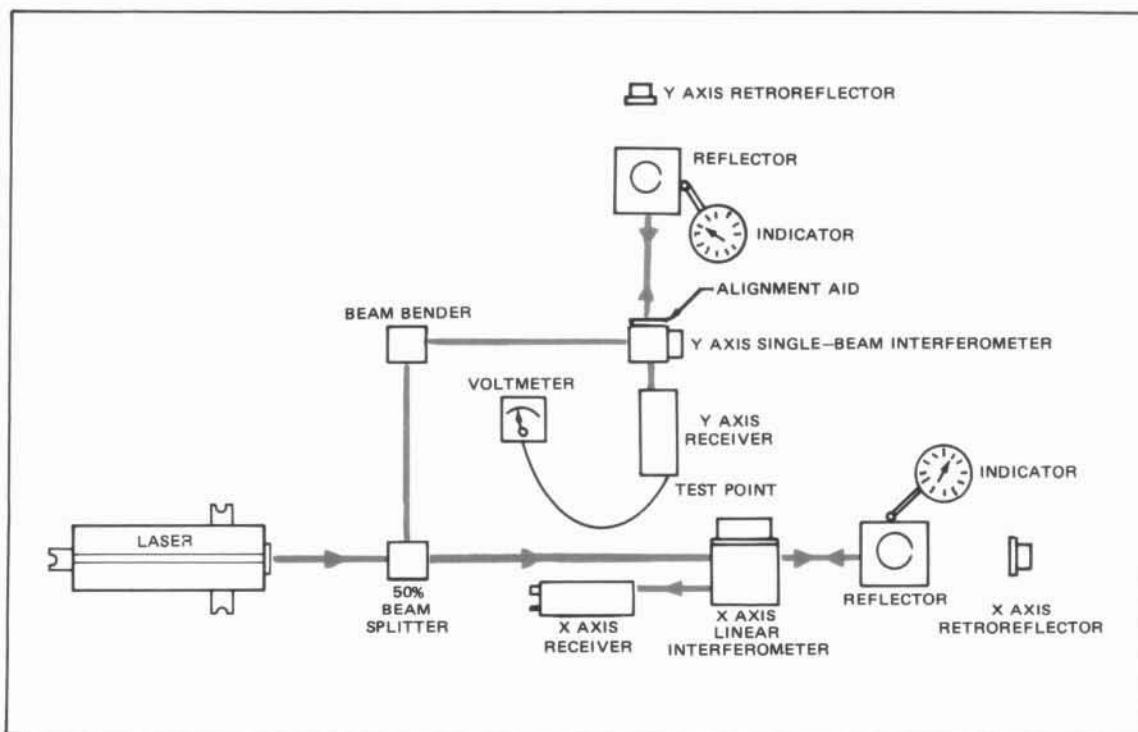 Y AXIS RETROREFLECTOR
REFLECTOR
INDICATOR
ALIGNMENT AID
BEAM BENDER
Y AXIS SINGLE–BEAM INTERFEROMETER
VOLTMETER
Y AXIS
RECEIVER
INDICATOR
TEST POINT
LASER
50%
BEAM
SPLITTER
X AXIS
RECEIVER
X AXIS
LINEAR
INTERFEROMETER
REFLECTOR
X AXIS
RETROREFLECTOR